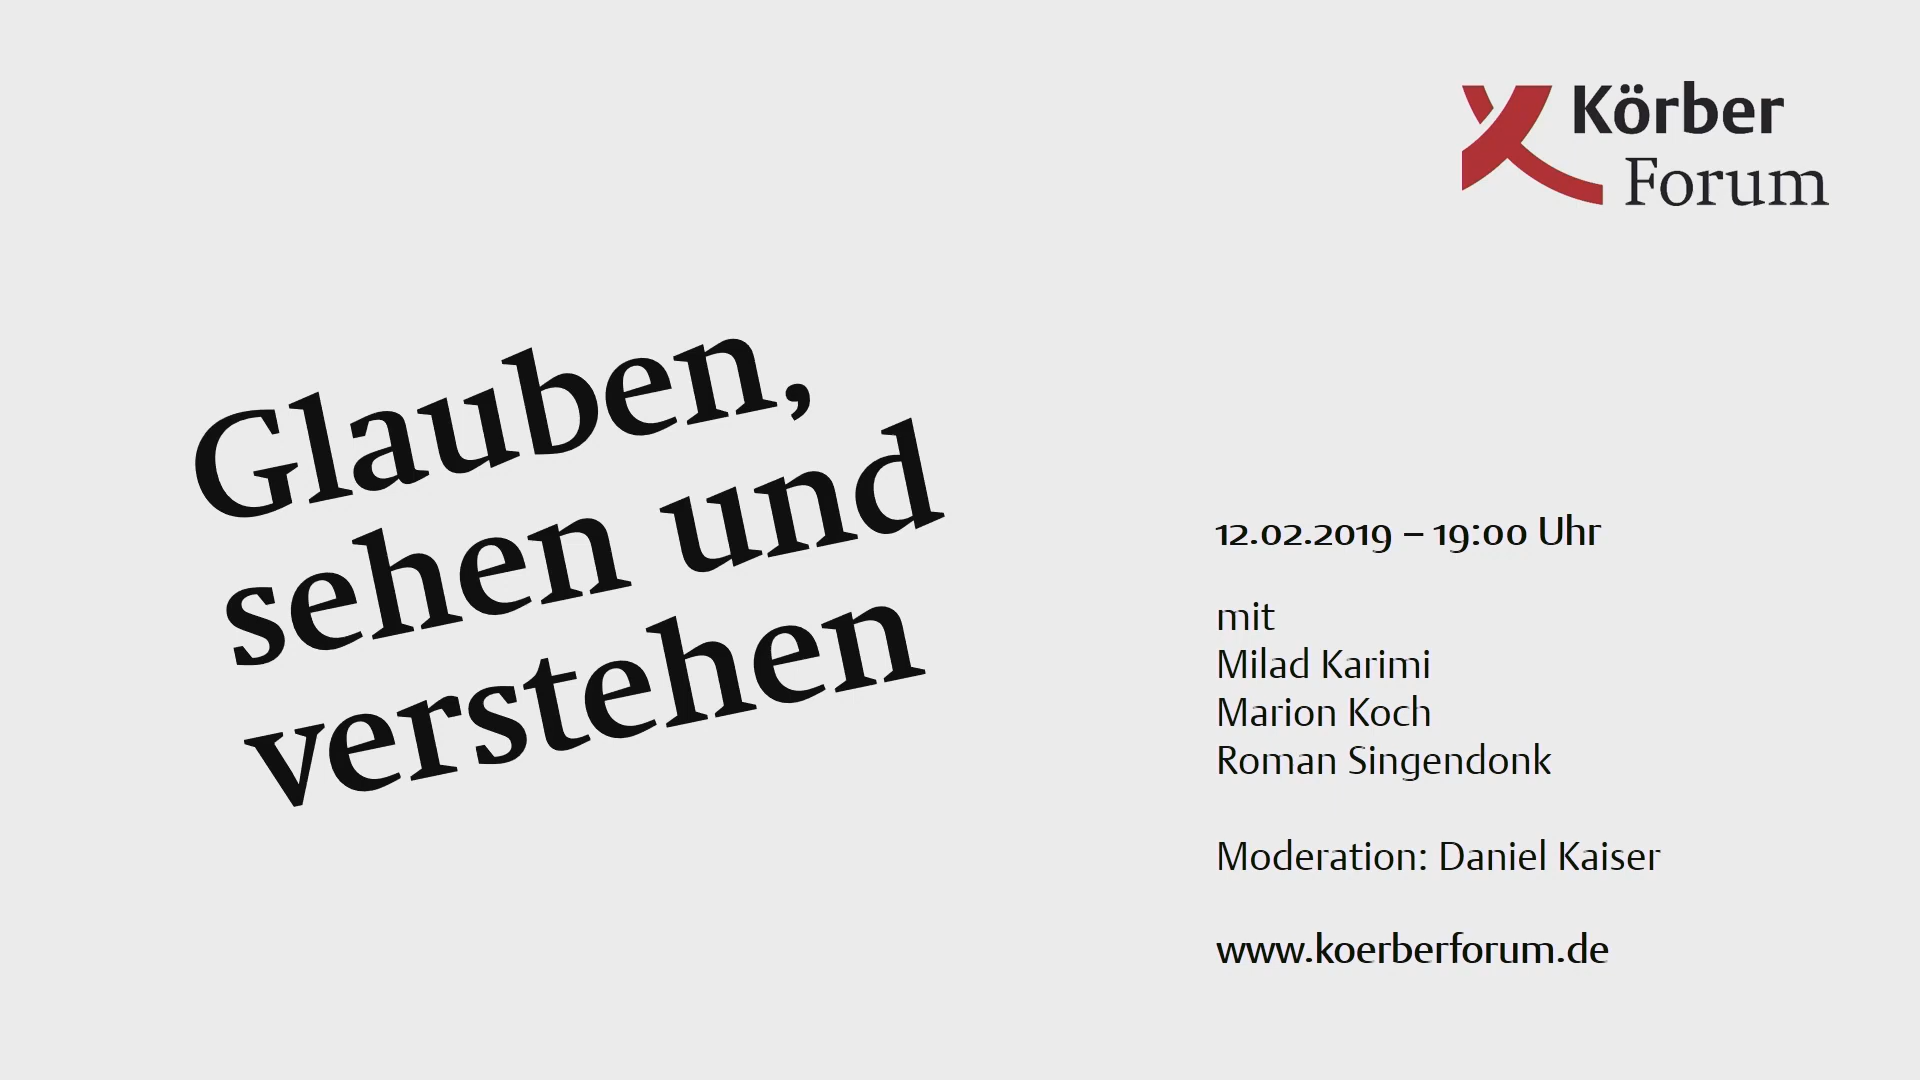 Körber
Forum
Glauben,
sehen und
verstehen
12.02.2019 – 19:00 Uhr
mit
Milad Karimi
Marion Koch
Roman Singendonk
Moderation: Daniel Kaiser
www.koerberforum.de